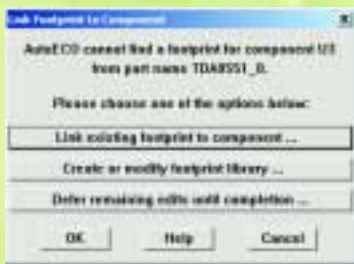 Link Footprint to Component
AutoECO cannot find a footprint for component U3
from part name TDA8551_B.
Please choose one of the options below:
Link existing footprint to component ...
Create or modify footprint library ...
Defer remaining edits until completion ...
OK
Help
Cancel